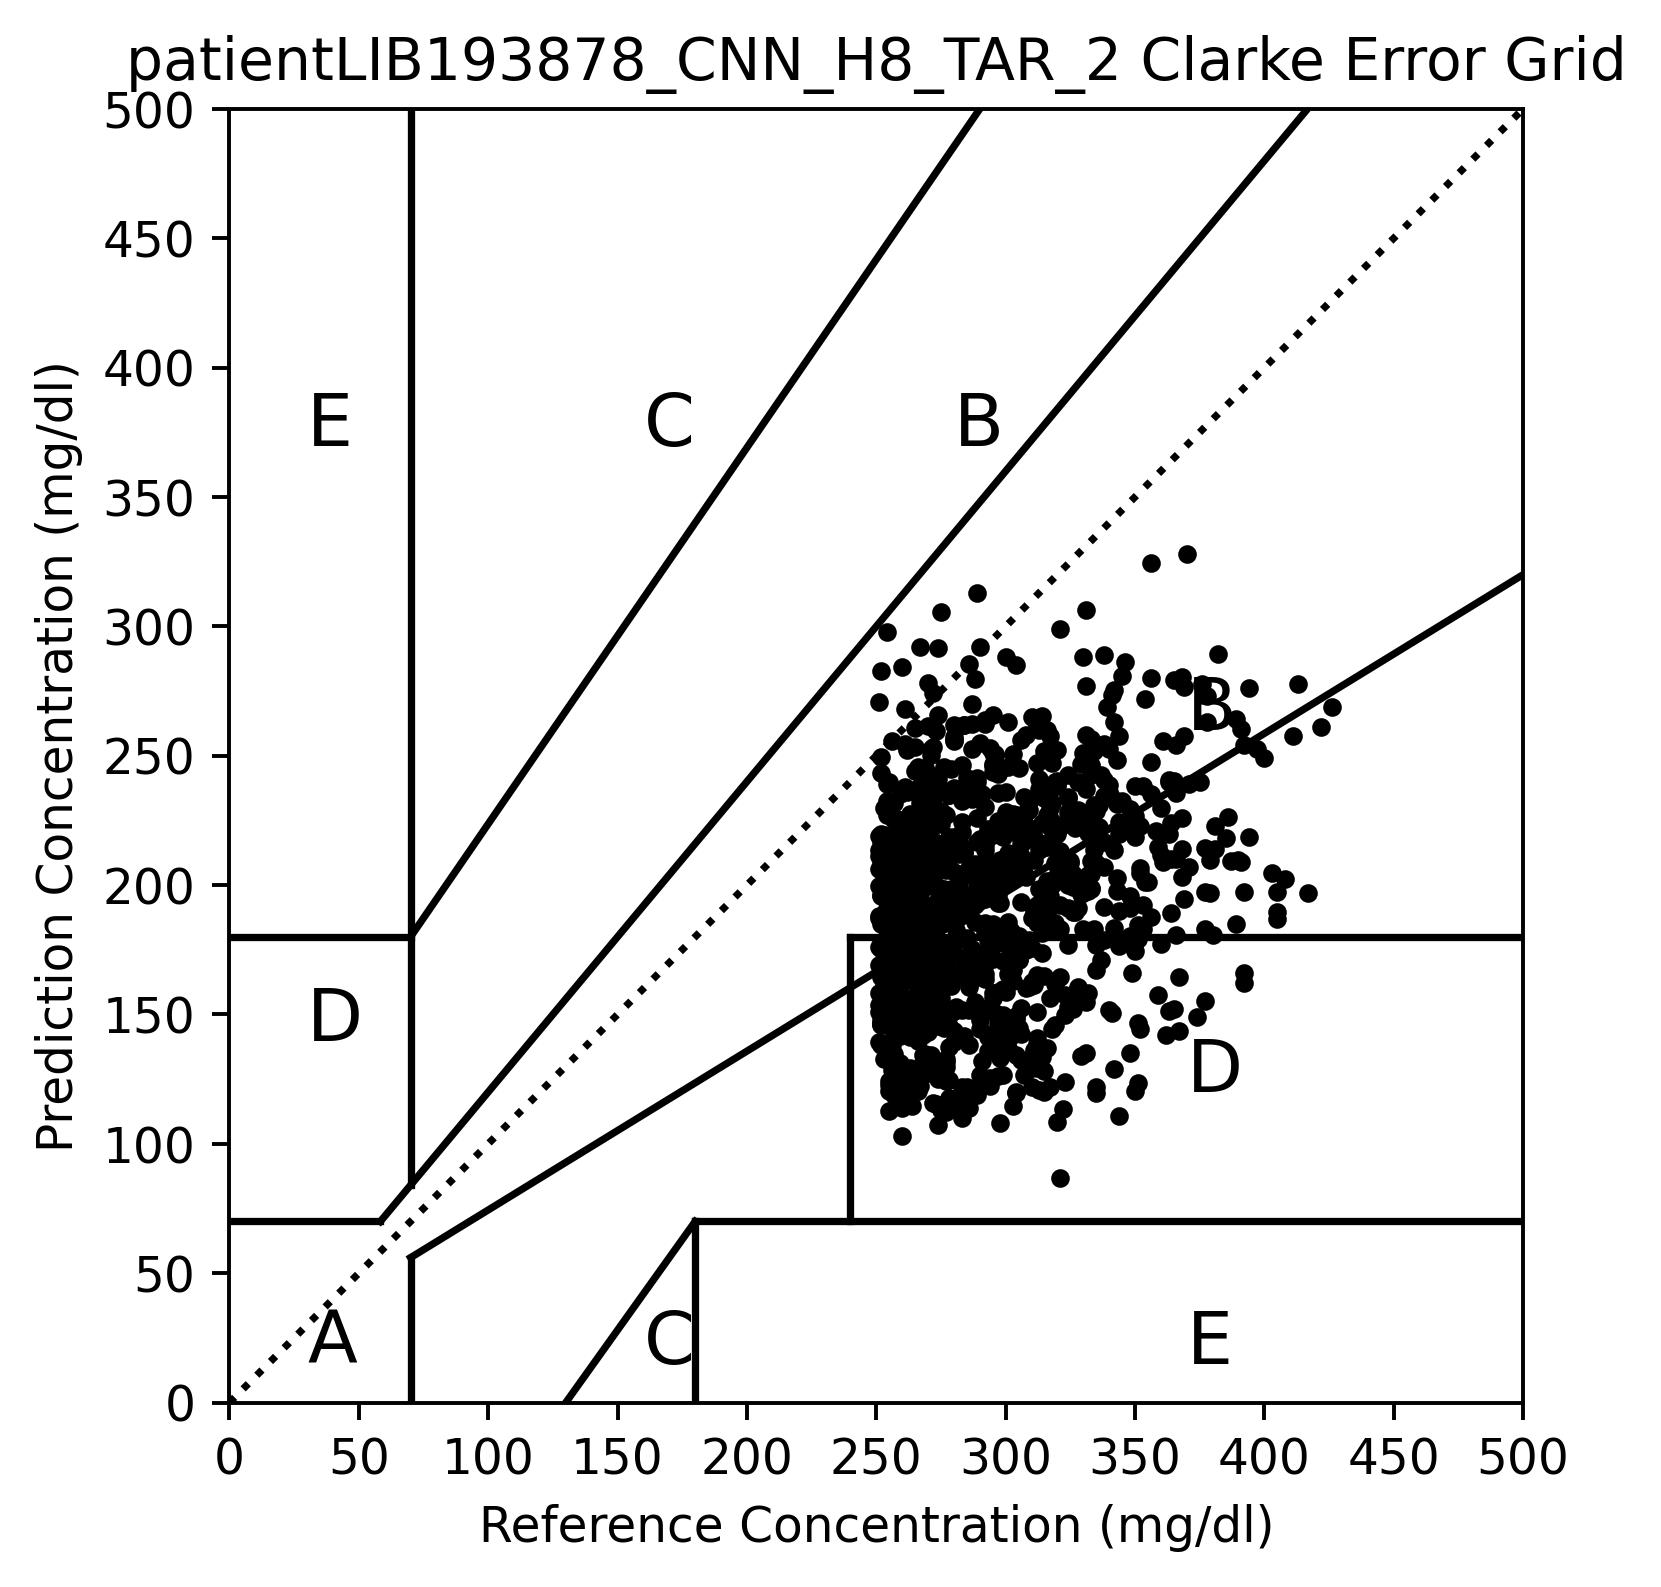 patientLIB193878_CNN_H8_TAR_2 Clarke Error Grid
500
450
400
350
300
250
200
150
100
50
0
Prediction Concentration (mg/dl)
E
C
B
B
D
D
A
C
E
0
50
100
150
200
250
300
350
400
450
500
Reference Concentration (mg/dl)